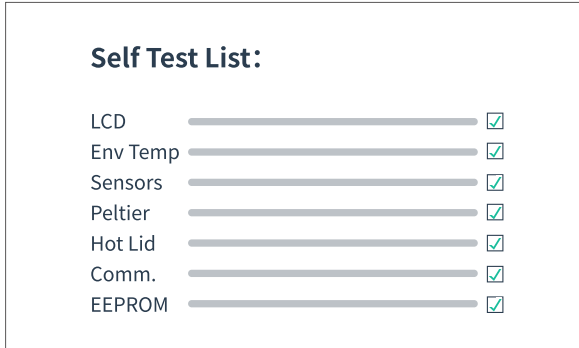 Self Test List：
LCD
Env Temp
Sensors
Peltier
Hot Lid
Comm.
EEPROM